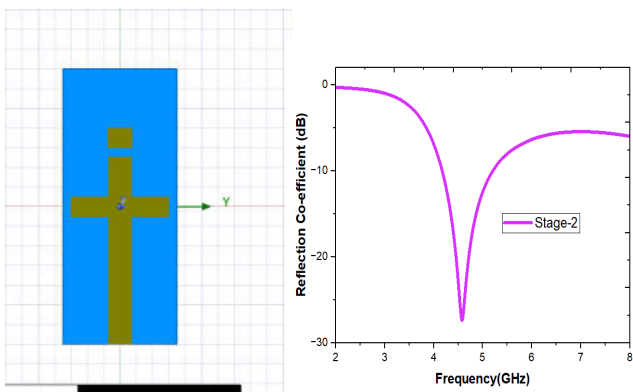 Y
Reflection Co-efficient (dB)
0
−10
−20
−30
Stage-2
2 3 4 5 6 7 8
Frequency(GHz)